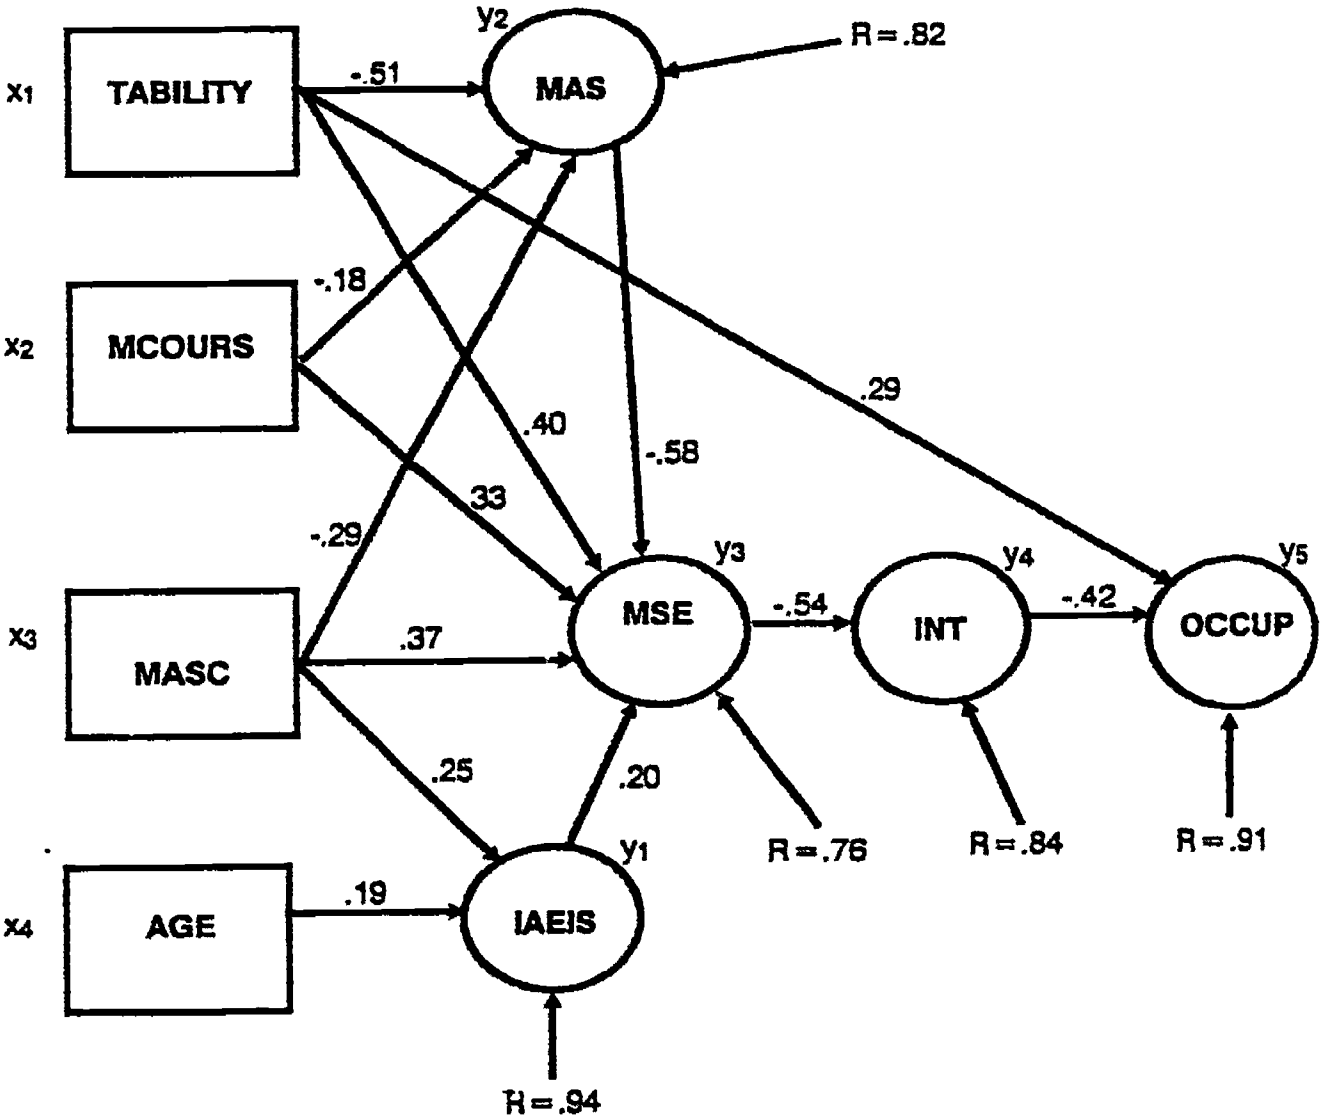 y2
R=.82
x1
TABILITY
-.51
MAS
-.18
x2
MCOURS
.29
.40
-.58
.33
-.29
y3
y4
y5
x3
MASC
.37
MSE
-.54
INT
-.42
OCCUP
.25
.20
R=.76
R=.84
R=.91
y1
x4
AGE
.19
IAEIS
R=.94